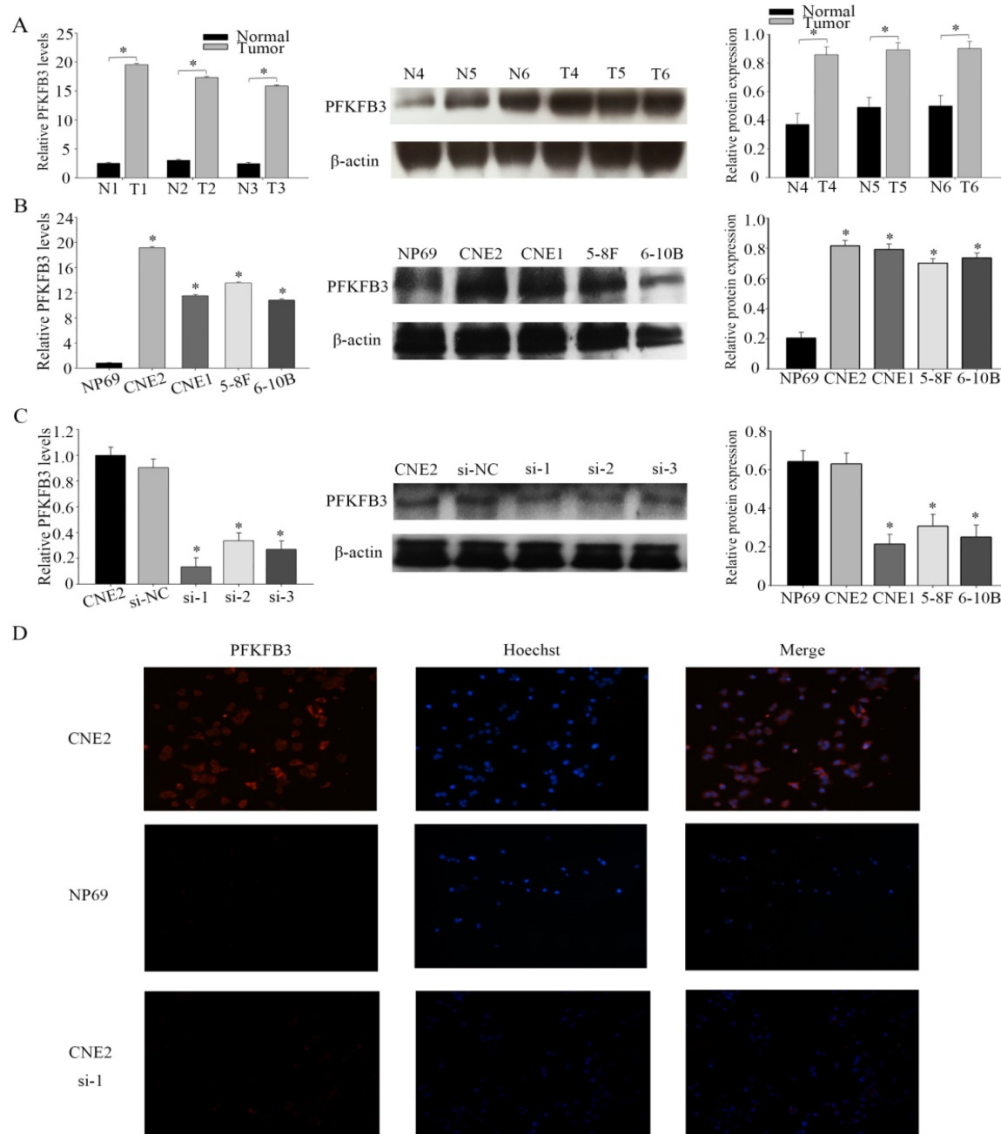 A
Relative PFKFB3 levels
25
20
15
10
5
0
Normal
Tumor
*
*
*
N1 T1 N2 T2 N3 T3
N4 N5 N6 T4 T5 T6
PFKFB3
β-actin
Normal
Tumor
Relative protein expression
1.0
0.8
0.6
0.4
0.2
0.0
*
*
*
N4 T4 N5 T5 N6 T6
B
Relative PFKFB3 levels
24
20
16
12
8
4
0
*
*
*
*
NP69 CNE2 CNE1 5-8F 6-10B
NP69 CNE2 CNE1 5-8F 6-10B
PFKFB3
β-actin
Relative protein expression
1.0
0.8
0.6
0.4
0.2
0.0
*
*
*
*
NP69 CNE2 CNE1 5-8F 6-10B
C
Relative PFKFB3 levels
1.2
1.0
0.8
0.6
0.4
0.2
0.0
*
*
*
CNE2 si-NC si-1 si-2 si-3
CNE2 si-NC si-1 si-2 si-3
PFKFB3
β-actin
Relative protein expression
0.8
0.6
0.4
0.2
0.0
*
*
*
NP69 CNE2 CNE1 5-8F 6-10B
D
PFKFB3 Hoechst Merge
CNE2
NP69
CNE2
si-1